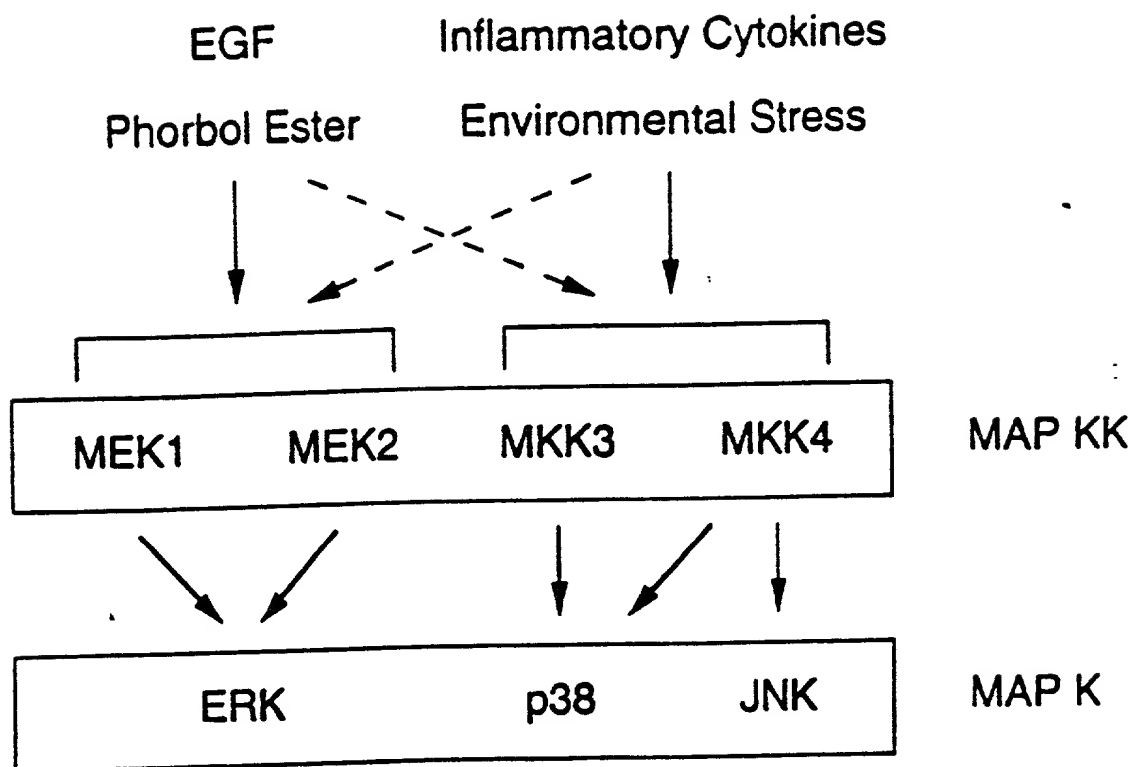 EGF Inflammatory Cytokines
Phorbol Ester Environmental Stress
MEK1 MEK2 MKK3 MKK4 MAP KK
ERK p38 JNK MAP K